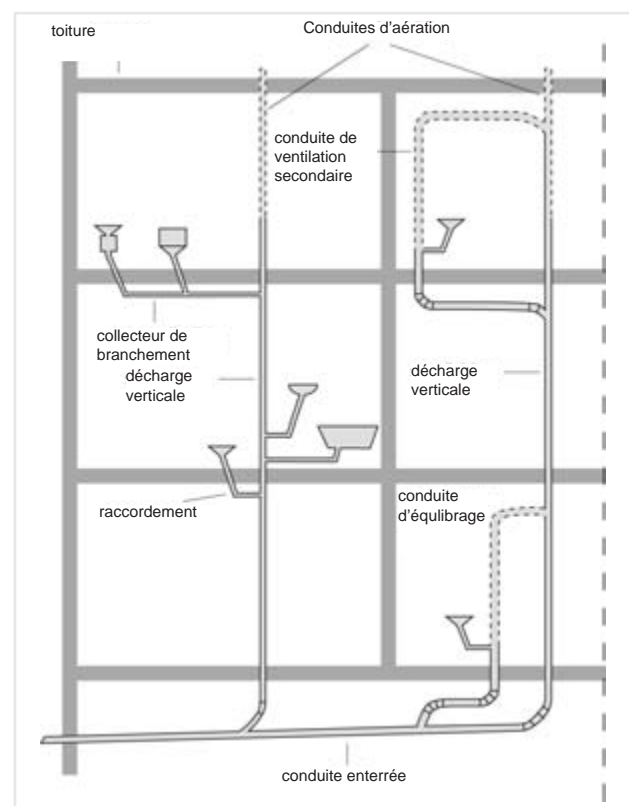 toiture
Conduites d'aération
conduite de
ventilation
secondaire
collecteur de
branchement
décharge
verticale
décharge
verticale
raccordement
conduite
d'équlibrage
conduite enterrée